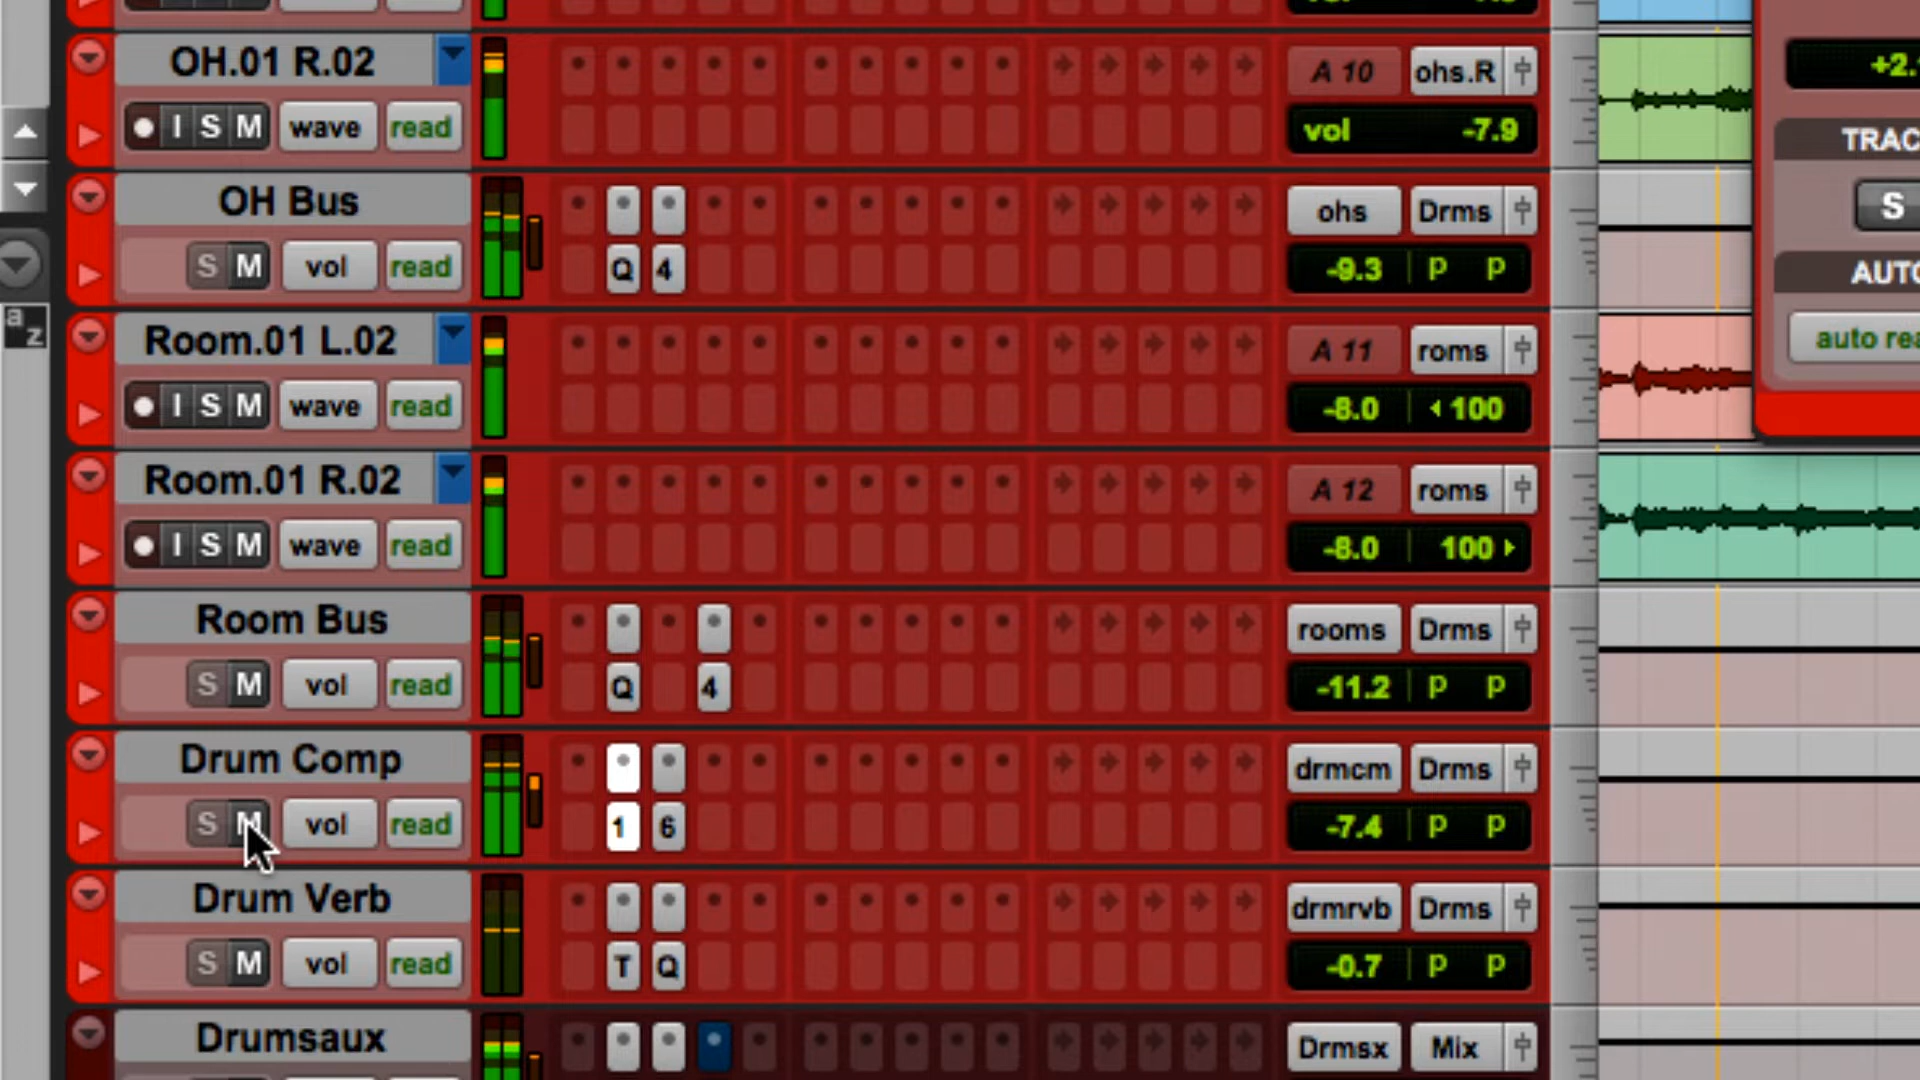 OH.01 R.02
A 10 ohs.R
I S M wave read
vol -7.9
OH Bus
ohs Drms
S M vol read
Q 4
-9.3 P P
Room.01 L.02
A 11 roms
I S M wave read
-8.0 100
Room.01 R.02
A 12 roms
I S M wave read
-8.0 100
Room Bus
rooms Drms
S M vol read
Q 4
-11.2 P P
Drum Comp
drmcm Drms
S M vol read
1 6
-7.4 P P
Drum Verb
drmrvb Drms
S M vol read
T Q
-0.7 P P
Drumsaux
Drmsx Mix
a
z
+2.
TRAC
S
AUTO
auto rea